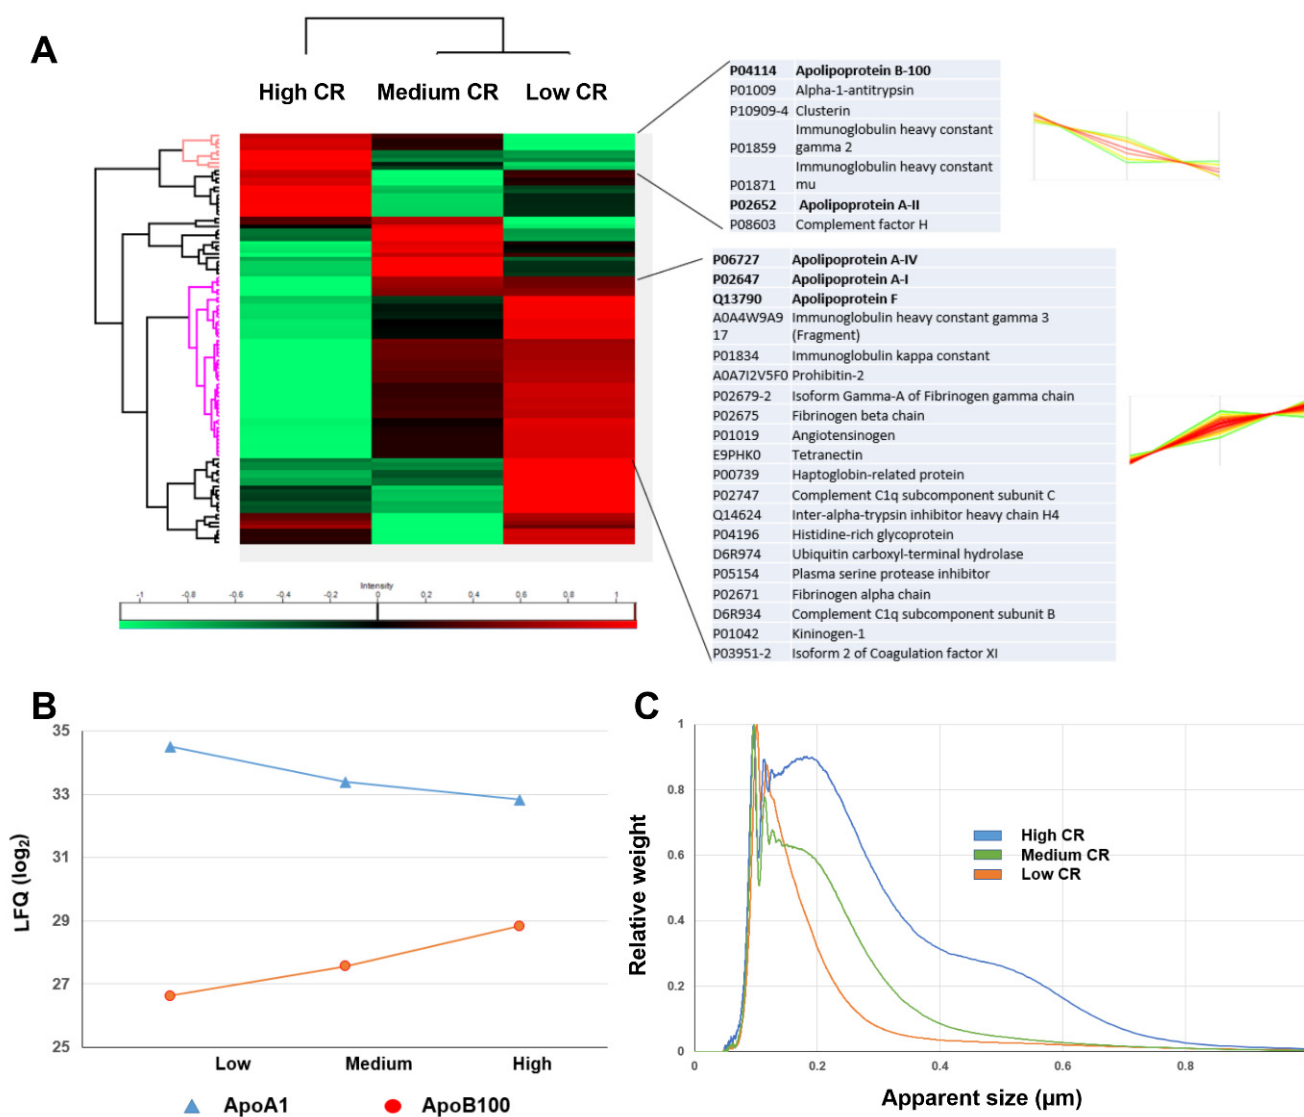 A
High CR Medium CR Low CR
P04114 Apolipoprotein B-100
P01009 Alpha-1-antitrypsin
P10909-4 Clusterin
Immunoglobulin heavy constant
P01859 gamma 2
Immunoglobulin heavy constant
P01871 mu
P02652 Apolipoprotein A-II
P08603 Complement factor H
P06727 Apolipoprotein A-IV
P02647 Apolipoprotein A-I
Q13790 Apolipoprotein F
A0A4W9A9 Immunoglobulin heavy constant gamma 3
17 (Fragment)
P01834 Immunoglobulin kappa constant
A0A7I2V5F0 Prohibitin-2
P02679-2 Isoform Gamma-A of Fibrinogen gamma chain
P02675 Fibrinogen beta chain
P01019 Angiotensinogen
E9PHK0 Tetranectin
P00739 Haptoglobin-related protein
P02747 Complement C1q subcomponent subunit C
Q14624 Inter-alpha-trypsin inhibitor heavy chain H4
P04196 Histidine-rich glycoprotein
D6R974 Ubiquitin carboxyl-terminal hydrolase
P05154 Plasma serine protease inhibitor
P02671 Fibrinogen alpha chain
D6R934 Complement C1q subcomponent subunit B
P01042 Kininogen-1
P03951-2 Isoform 2 of Coagulation factor XI
Intensity
-1 -0.8 -0.6 -0.4 -0.2 0 0.2 0.4 0.6 0.8 1
B
35
33
31
29
27
25
LFQ (log2)
Low Medium High
ApoA1 ApoB100
C
1
0.8
0.6
0.4
0.2
0
Relative weight
High CR
Medium CR
Low CR
0 0.2 0.4 0.6 0.8
Apparent size (µm)